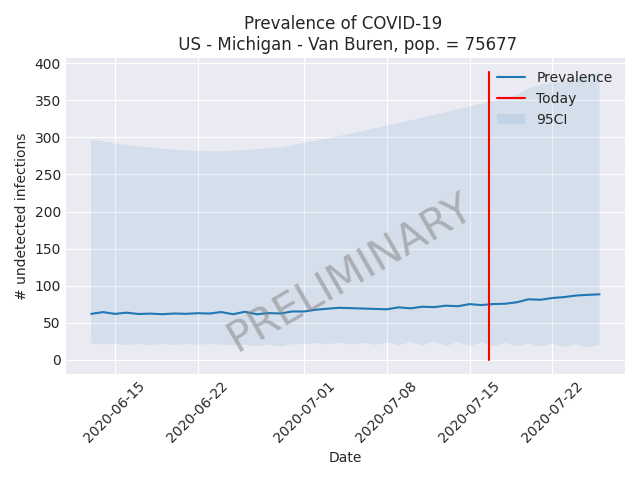 Prevalence of COVID-19
US - Michigan - Van Buren, pop. = 75677
400
350
300
250
200
150
100
50
0
# undetected infections
Prevalence
Today
95CI
PRELIMINARY
2020-06-15
2020-06-22
2020-07-01
2020-07-08
2020-07-15
2020-07-22
Date